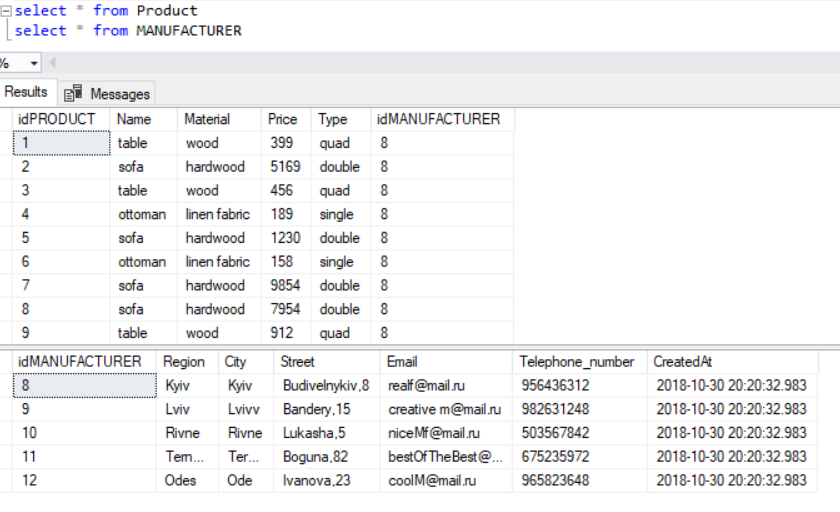 select * from Product
select * from MANUFACTURER
%
Results Messages
idPRODUCT Name Material Price Type idMANUFACTURER
1 table wood 399 quad 8
2 sofa hardwood 5169 double 8
3 table wood 456 quad 8
4 ottoman linen fabric 189 single 8
5 sofa hardwood 1230 double 8
6 ottoman linen fabric 158 single 8
7 sofa hardwood 9854 double 8
8 sofa hardwood 7954 double 8
9 table wood 912 quad 8
idMANUFACTURER Region City Street Email Telephone_number CreatedAt
8 Kyiv Kyiv Budivelnykiv,8 realf@mail.ru 956436312 2018-10-30 20:20:32.983
9 Lviv Lvivv Bandery,15 creative m@mail.ru 982631248 2018-10-30 20:20:32.983
10 Rivne Rivne Lukasha,5 niceMf@mail.ru 503567842 2018-10-30 20:20:32.983
11 Tern... Ter... Boguna,82 bestOfTheBest@... 675235972 2018-10-30 20:20:32.983
12 Odes Ode Ivanova,23 coolM@mail.ru 965823648 2018-10-30 20:20:32.983